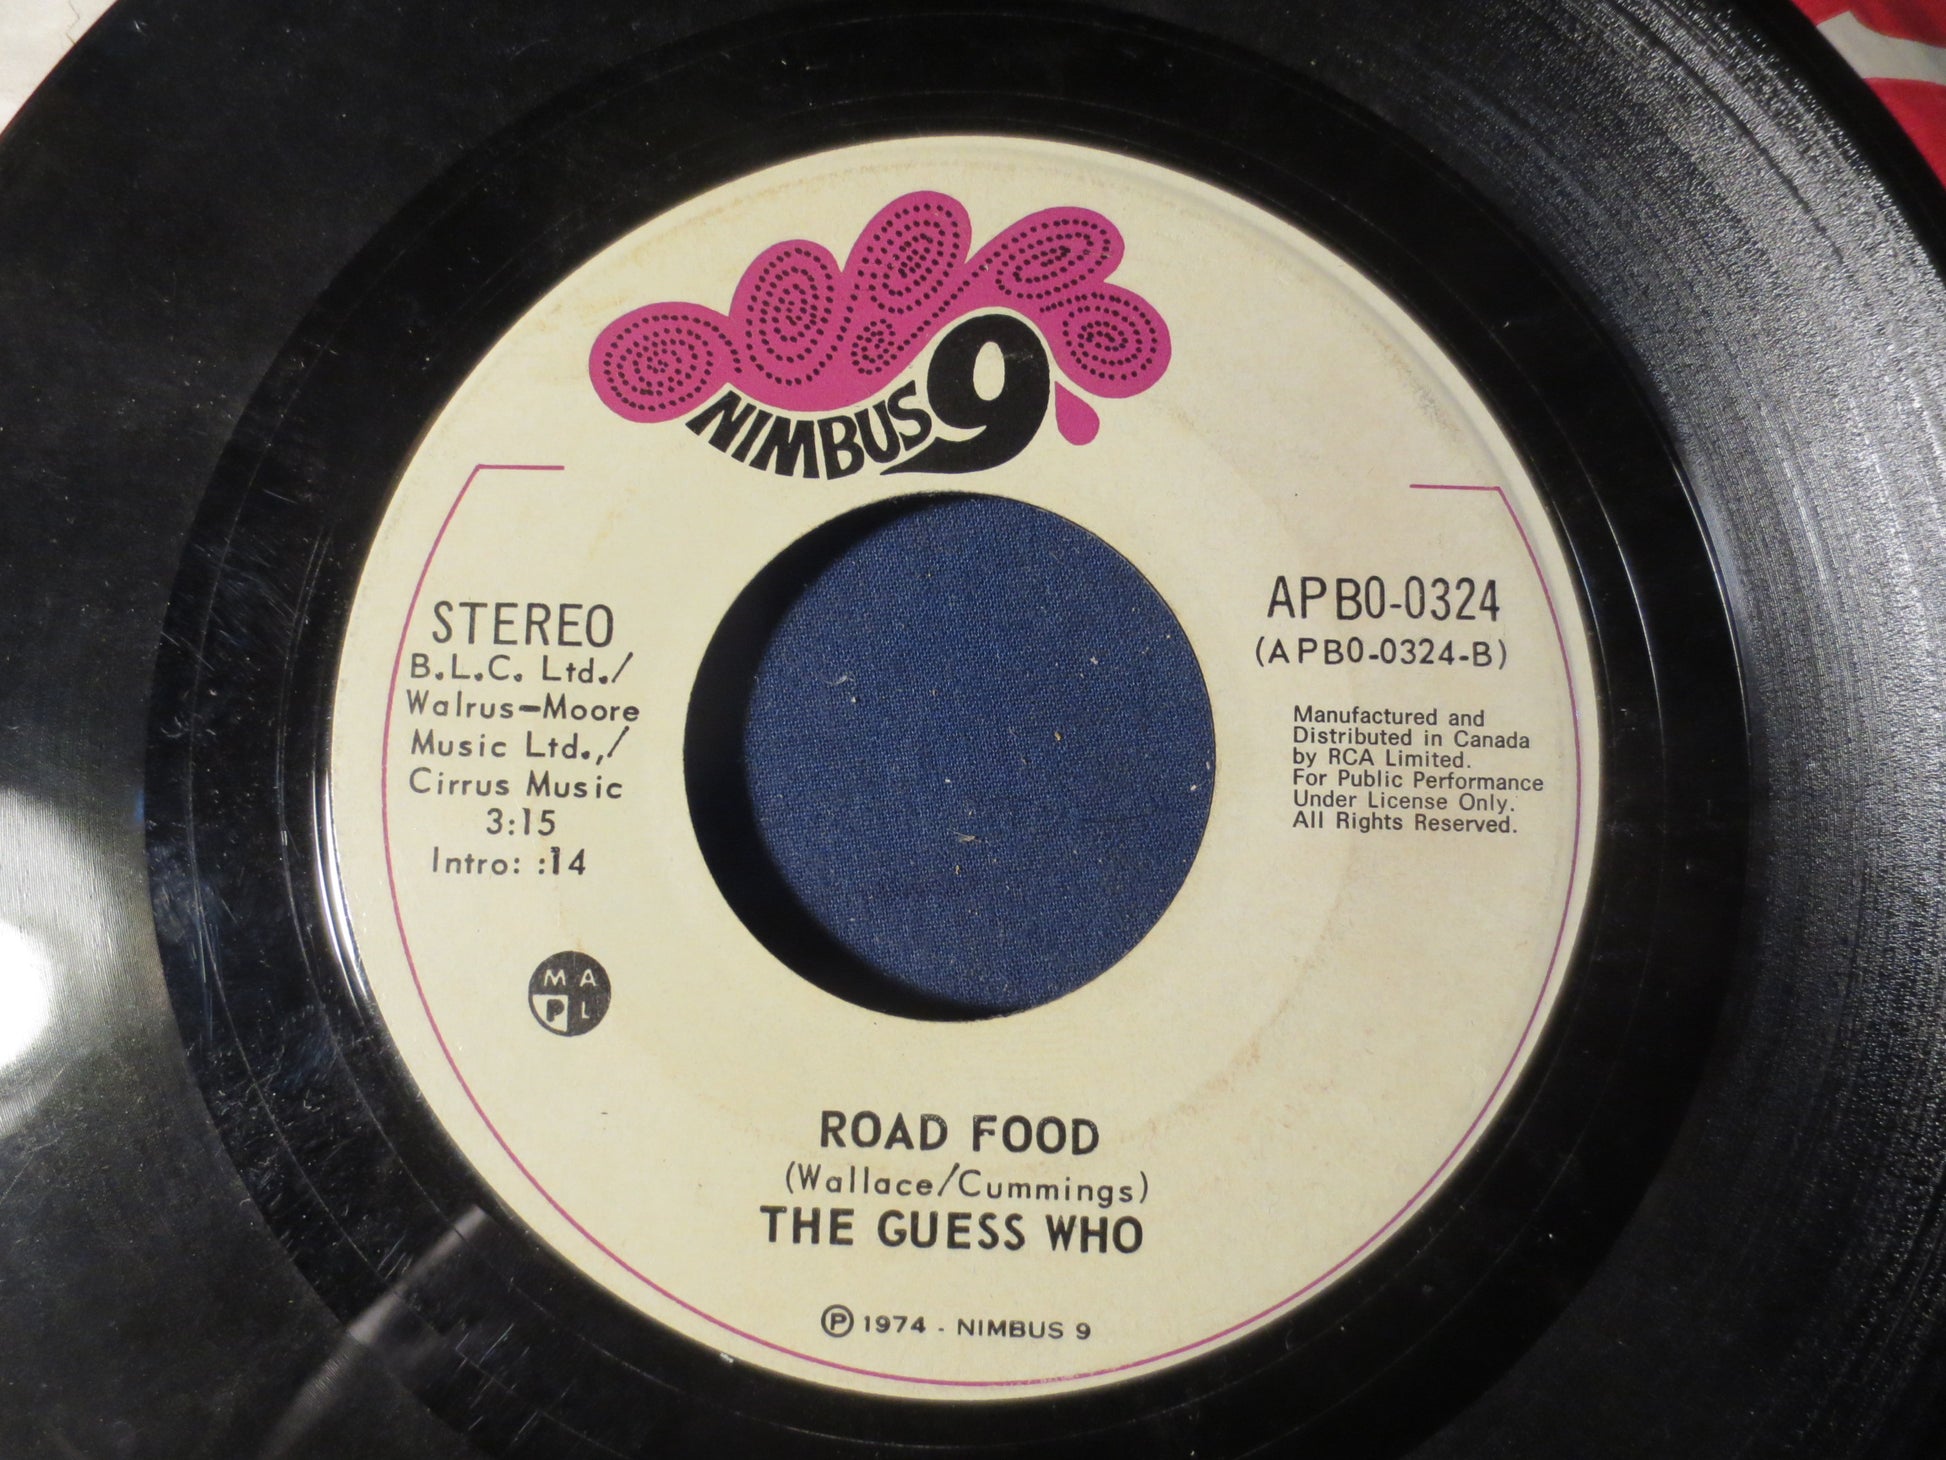 NIMBUS 9
STEREO
B.L.C. Ltd./
Walrus-Moore
Music Ltd.,/
Cirrus Music
3:15
Intro: :14
APBO-0324
(APBO-0324-B)
Manufactured and
Distributed in Canada
by RCA Limited.
For Public Performance
Under License Only.
All Rights Reserved.
M A
P L
ROAD FOOD
(Wallace/Cummings)
THE GUESS WHO
Ⓟ 1974 - NIMBUS 9